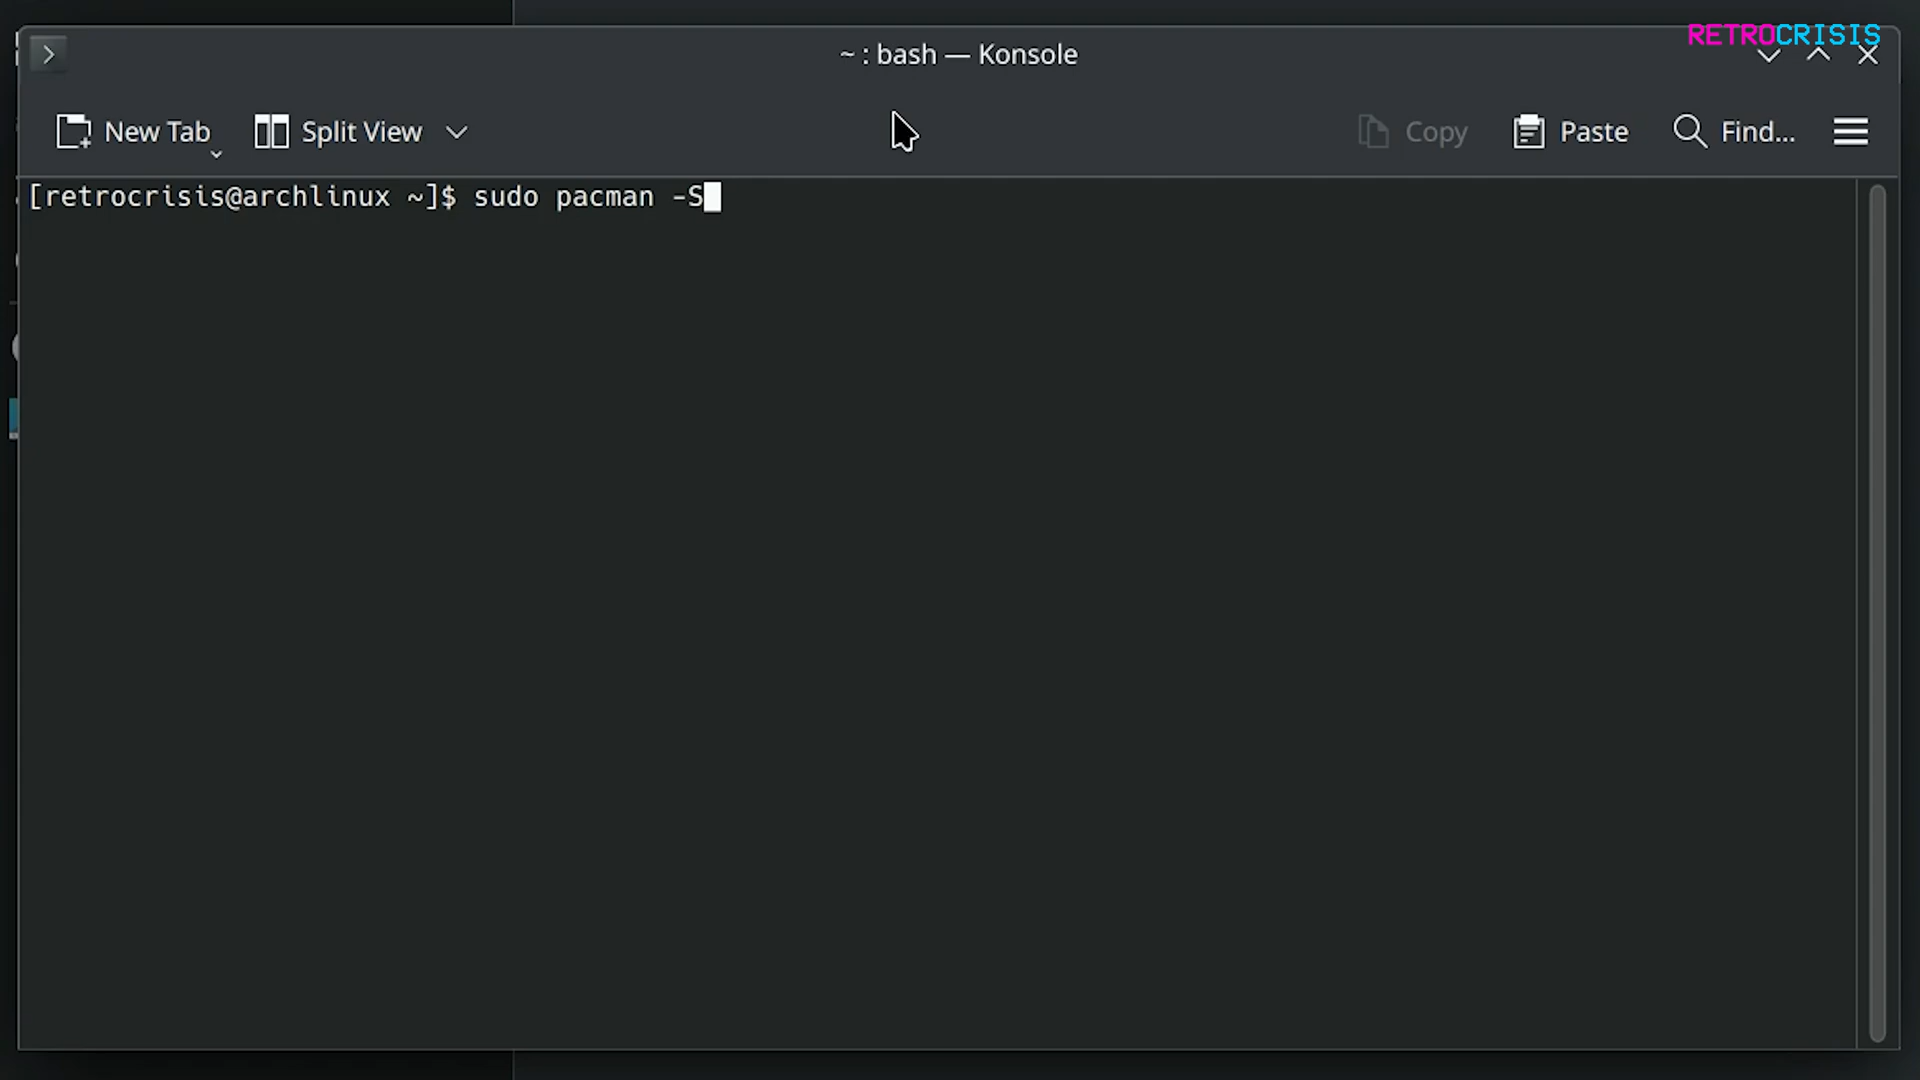 RETROCRISIS
~ : bash — Konsole
New Tab Split View Copy Paste Find...
[retrocrisis@archlinux ~]$ sudo pacman -S